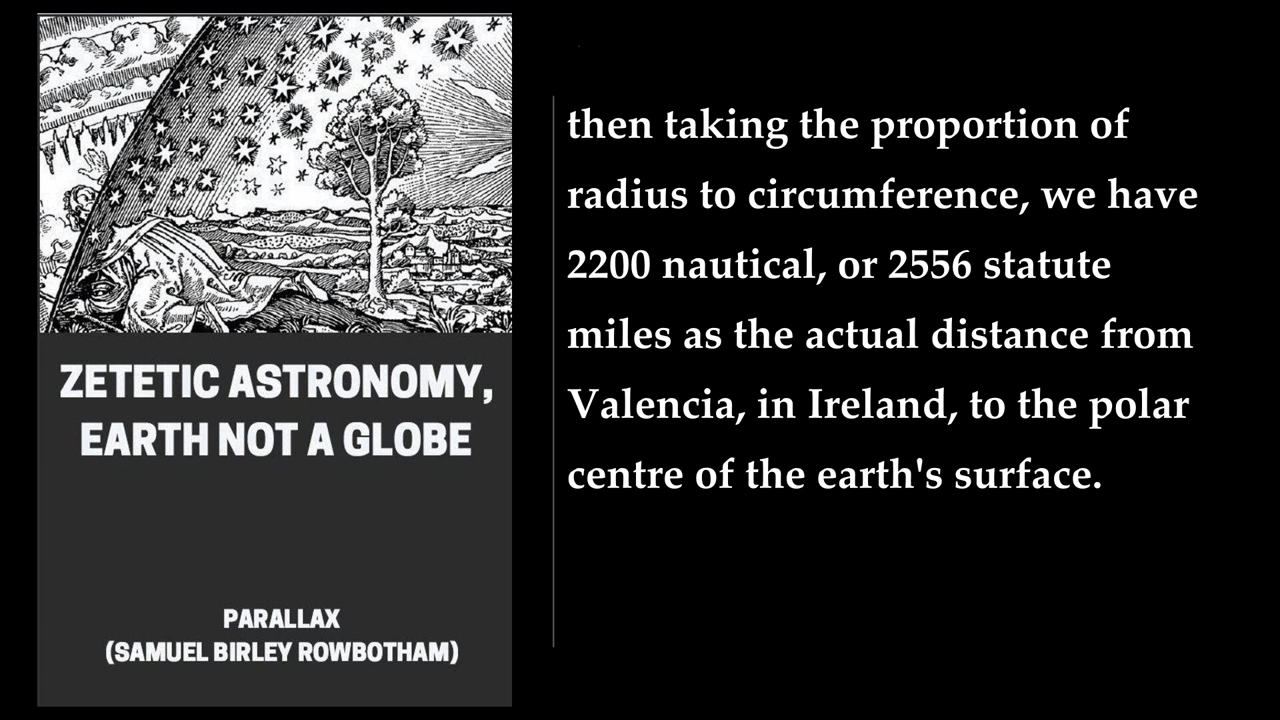 ZETETIC ASTRONOMY,
EARTH NOT A GLOBE
PARALLAX
(SAMUEL BIRLEY ROWBOTHAM)
then taking the proportion of
radius to circumference, we have
2200 nautical, or 2556 statute
miles as the actual distance from
Valencia, in Ireland, to the polar
centre of the earth's surface.